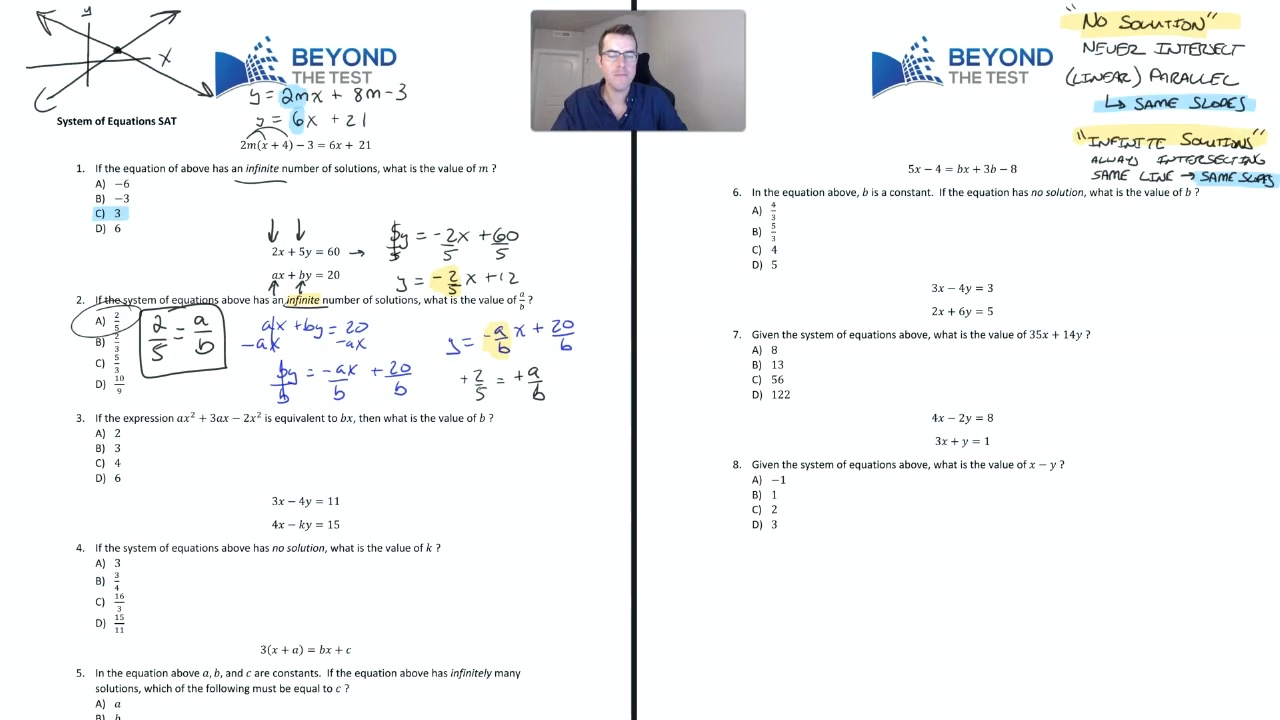 y
X
BEYOND
THE TEST
y = 2mx + 8m - 3
y = 6x + 21
System of Equations SAT
2m(x + 4) − 3 = 6x + 21
1. If the equation of above has an infinite number of solutions, what is the value of m ?
A) −6
B) −3
C) 3
D) 6
2x + 5y = 60 →
ax + by = 20
5y/5 = -2x/5 + 60/5
y = -2/5 x + 12
2. If the system of equations above has an infinite number of solutions, what is the value of a/b ?
A) 2/5
B) 2/3
C) 5/3
D) 10/9
2/5 = a/b
ax + by = 20
-ax -ax
by/b = -ax/b + 20/b
y = -a/b x + 20/b
+2/5 = +a/b
3. If the expression ax² + 3ax − 2x² is equivalent to bx, then what is the value of b ?
A) 2
B) 3
C) 4
D) 6
3x − 4y = 11
4x − ky = 15
4. If the system of equations above has no solution, what is the value of k ?
A) 3
B) 3/4
C) 16/3
D) 15/11
3(x + a) = bx + c
5. In the equation above a, b, and c are constants. If the equation above has infinitely many
solutions, which of the following must be equal to c ?
A) a
B) b
BEYOND
THE TEST
"NO SOLUTION"
NEVER INTERSECT
(LINEAR) PARALLEL
↳ SAME SLOPES
"INFINITE SOLUTIONS"
ALWAYS INTERSECTING
SAME LINE → SAME SLOPES
5x − 4 = bx + 3b − 8
6. In the equation above, b is a constant. If the equation has no solution, what is the value of b ?
A) 4/3
B) 5/3
C) 4
D) 5
3x − 4y = 3
2x + 6y = 5
7. Given the system of equations above, what is the value of 35x + 14y ?
A) 8
B) 13
C) 56
D) 122
4x − 2y = 8
3x + y = 1
8. Given the system of equations above, what is the value of x − y ?
A) −1
B) 1
C) 2
D) 3